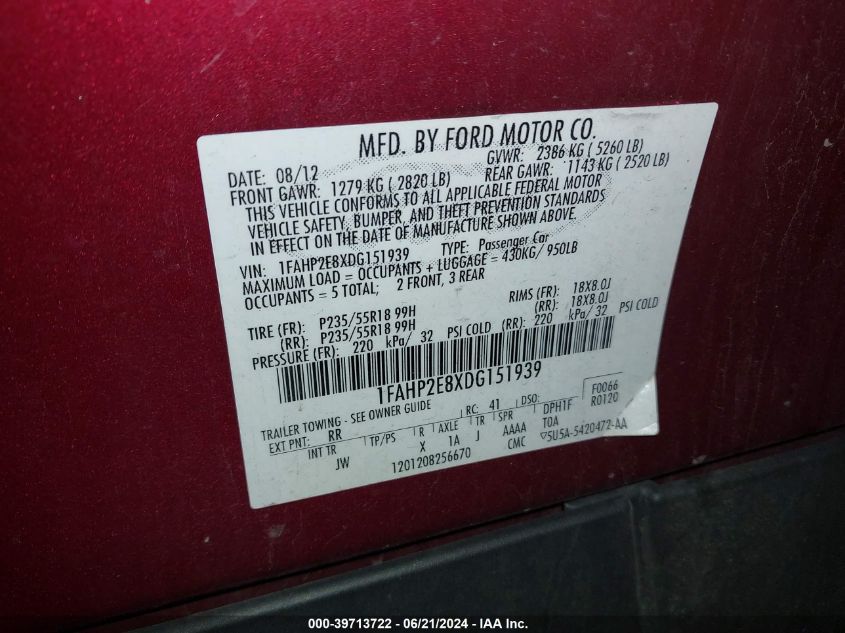 MFD. BY FORD MOTOR CO.
DATE: 08/12 GVWR: 2386 KG ( 5260 LB)
FRONT GAWR: 1279 KG ( 2820 LB) REAR GAWR: 1143 KG ( 2520 LB)
THIS VEHICLE CONFORMS TO ALL APPLICABLE FEDERAL MOTOR
VEHICLE SAFETY, BUMPER, AND THEFT PREVENTION STANDARDS
IN EFFECT ON THE DATE OF MANUFACTURE SHOWN ABOVE.
VIN: 1FAHP2E8XDG151939 TYPE: Passenger Car
MAXIMUM LOAD = OCCUPANTS + LUGGAGE = 430KG/ 950LB
OCCUPANTS = 5 TOTAL; 2 FRONT, 3 REAR
TIRE (FR): P235/55R18 99H RIMS (FR): 18X8.0J
(RR): P235/55R18 99H (RR): 18X8.0J
PRESSURE (FR): 220 kPa/ 32 PSI COLD (RR): 220 kPa/ 32 PSI COLD
1FAHP2E8XDG151939
TRAILER TOWING - SEE OWNER GUIDE F0066
EXT PNT: RR RC: 41 DSO: R0120
INT TR TP/PS R AXLE TR SPR DPH1F
JW X 1A J AAAA T0A
1201208256670 CMC ▽5U5A-5420472-AA
000-39713722 - 06/21/2024 - IAA Inc.